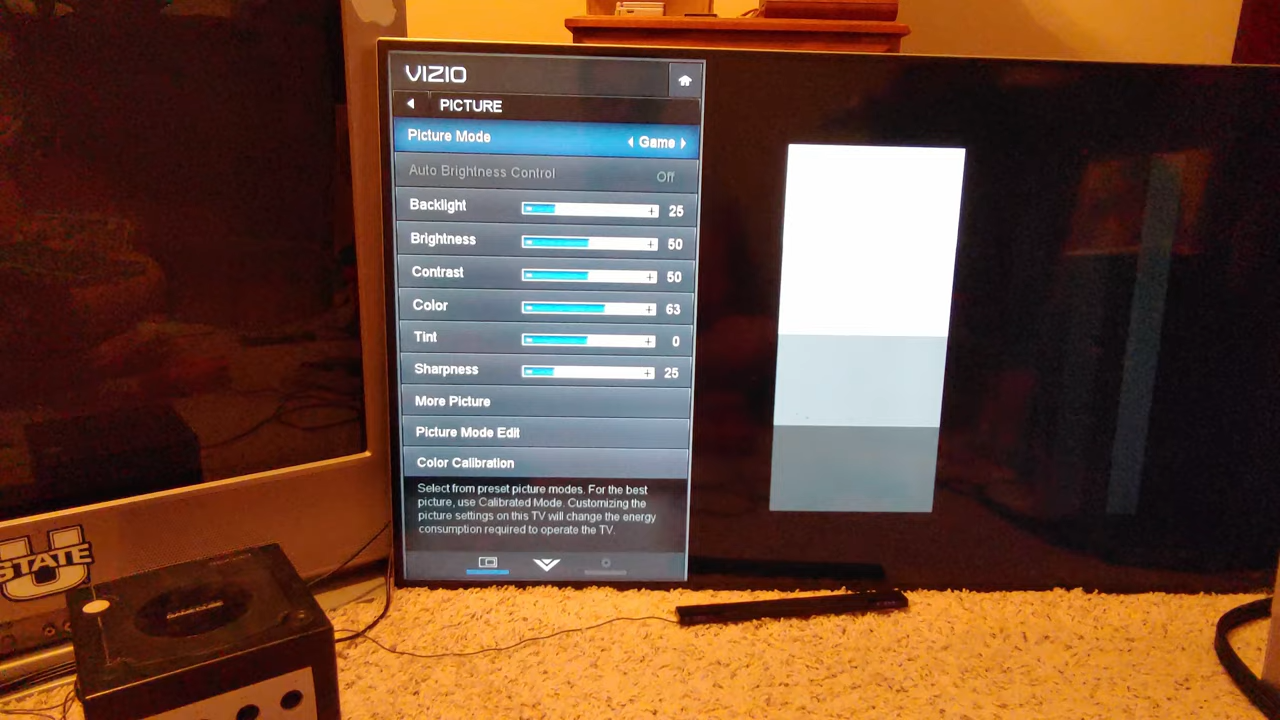 VIZIO
PICTURE
Picture Mode Game
Auto Brightness Control Off
Backlight 25
Brightness 50
Contrast 50
Color 63
Tint 0
Sharpness 25
More Picture
Picture Mode Edit
Color Calibration
Select from preset picture modes. For the best
picture, use Calibrated Mode. Customizing the
picture settings on this TV will change the energy
consumption required to operate the TV.
U
STATE